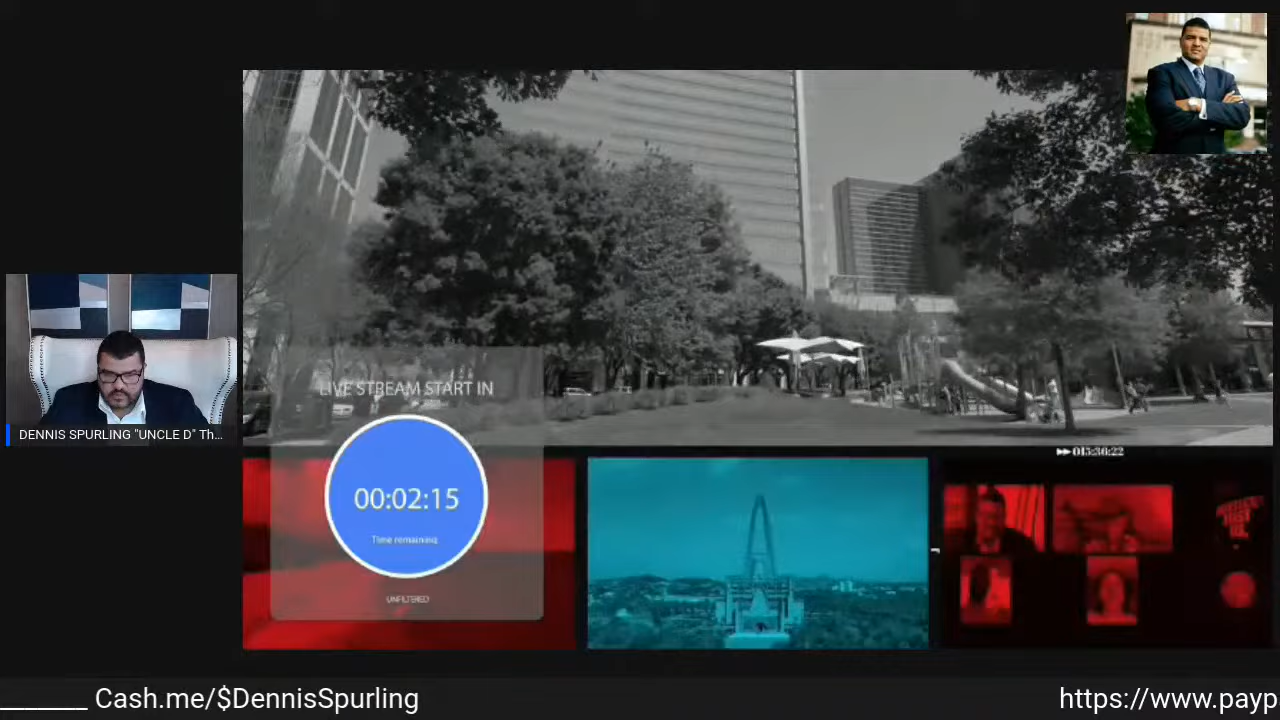 LIVE STREAM START IN
00:02:15
Time remaining
UNFILTERED
DENNIS SPURLING "UNCLE D" Th...
_______ Cash.me/$DennisSpurling
https://www.payp